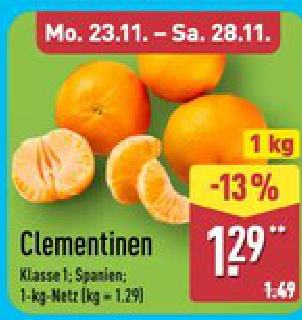 Mo. 23.11. – Sa. 28.11.
1 kg
-13%
Clementinen
Klasse 1; Spanien;
1-kg-Netz (kg = 1.29)
1.29**
1.49